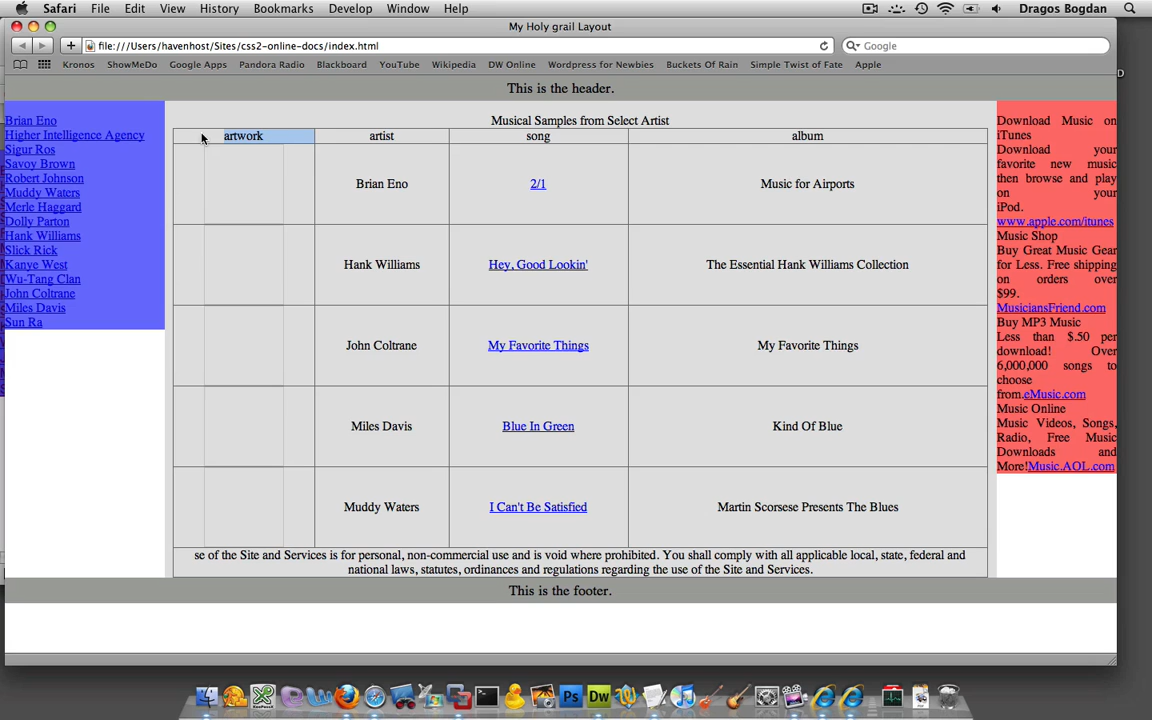 Safari File Edit View History Bookmarks Develop Window Help Dragos Bogdan
My Holy grail Layout
file:///Users/havenhost/Sites/css2-online-docs/index.html
Google
Kronos ShowMeDo Google Apps Pandora Radio Blackboard YouTube Wikipedia DW Online Wordpress for Newbies Buckets Of Rain Simple Twist of Fate Apple
This is the header.
Brian Eno
Higher Intelligence Agency
Sigur Ros
Savoy Brown
Robert Johnson
Muddy Waters
Merle Haggard
Dolly Parton
Hank Williams
Slick Rick
Kanye West
Wu-Tang Clan
John Coltrane
Miles Davis
Sun Ra
Musical Samples from Select Artist
artwork artist song album
Brian Eno 2/1 Music for Airports
Hank Williams Hey, Good Lookin' The Essential Hank Williams Collection
John Coltrane My Favorite Things My Favorite Things
Miles Davis Blue In Green Kind Of Blue
Muddy Waters I Can't Be Satisfied Martin Scorsese Presents The Blues
se of the Site and Services is for personal, non-commercial use and is void where prohibited. You shall comply with all applicable local, state, federal and
national laws, statutes, ordinances and regulations regarding the use of the Site and Services.
Download Music on
iTunes
Download your
favorite new music
then browse and play
on your
iPod.
www.apple.com/itunes
Music Shop
Buy Great Music Gear
for Less. Free shipping
on orders over
$99.
MusiciansFriend.com
Buy MP3 Music
Less than $.50 per
download! Over
6,000,000 songs to
choose
from.eMusic.com
Music Online
Music Videos, Songs,
Radio, Free Music
Downloads and
More!Music.AOL.com
This is the footer.
Ps Dw